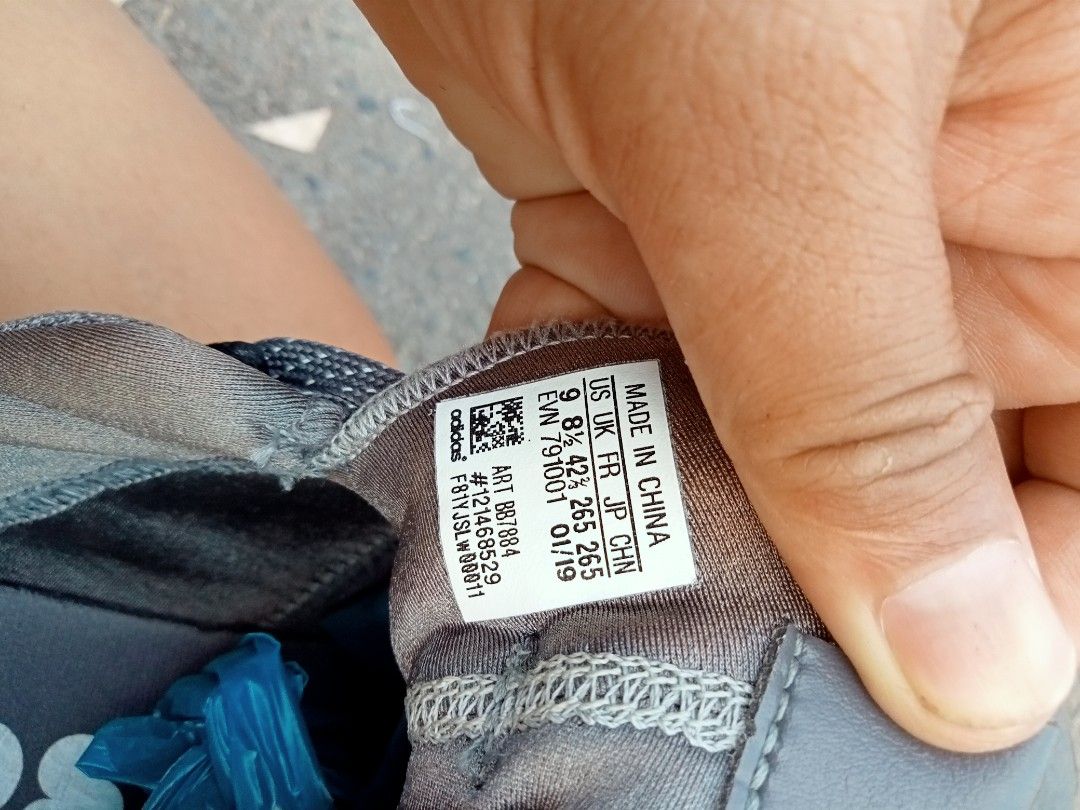 MADE IN CHINA
US UK FR JP CHN
9 8½ 42⅔ 265 265
EVN 791001 01/19
ART BB7884
#121468529
F81YJSLW00011
adidas